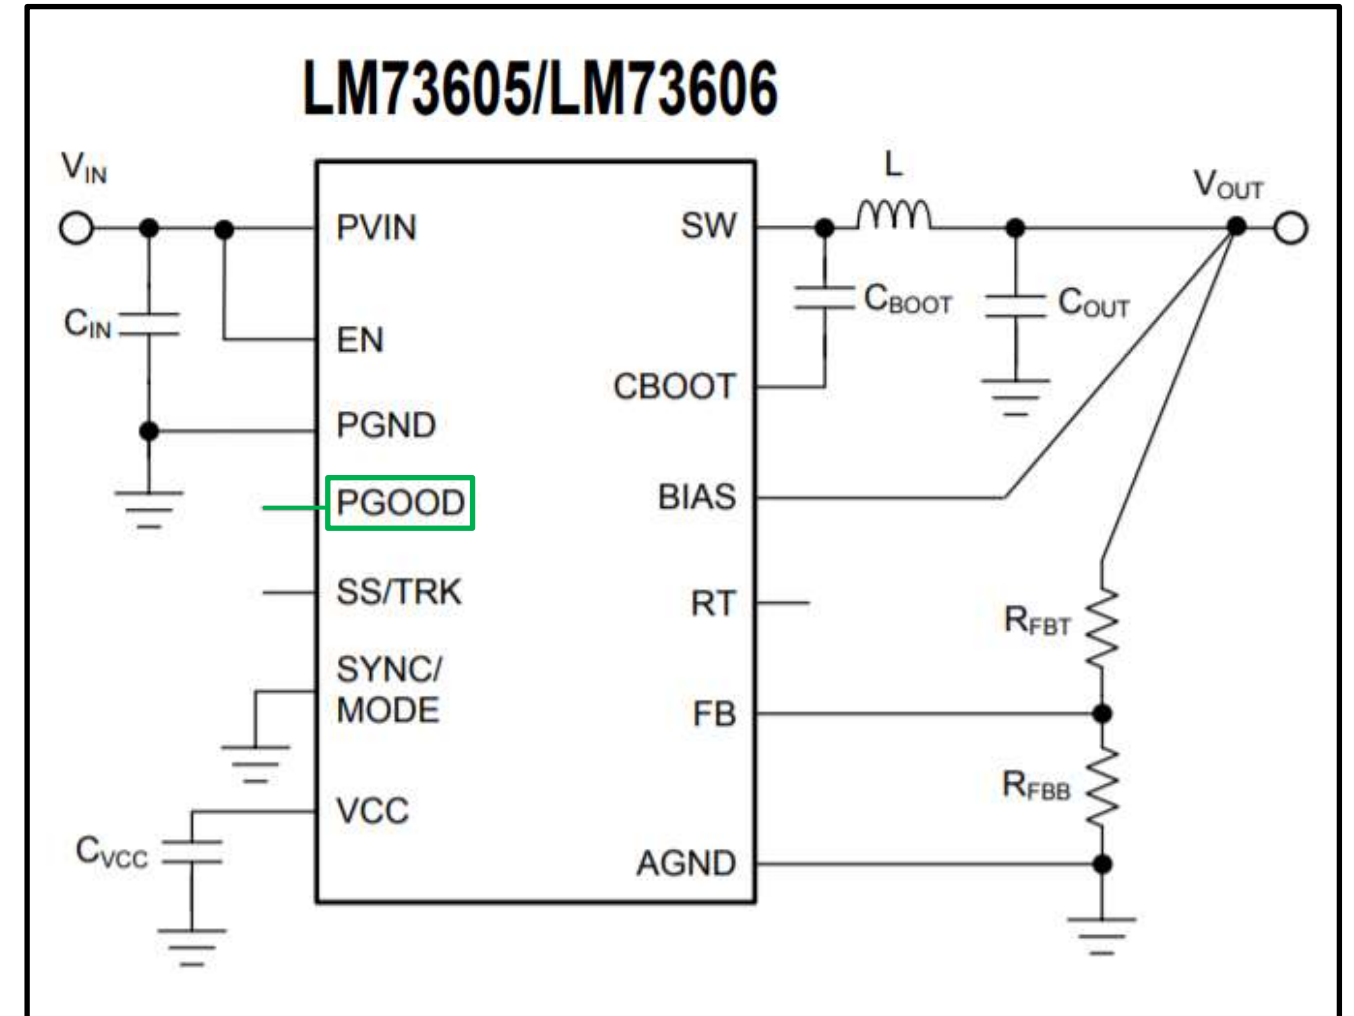 LM73605/LM73606
VIN
L
VOUT
PVIN
SW
CIN
CBOOT
COUT
EN
CBOOT
PGND
PGOOD
BIAS
SS/TRK
RT
RFBT
SYNC/
MODE
FB
RFBB
VCC
CVCC
AGND